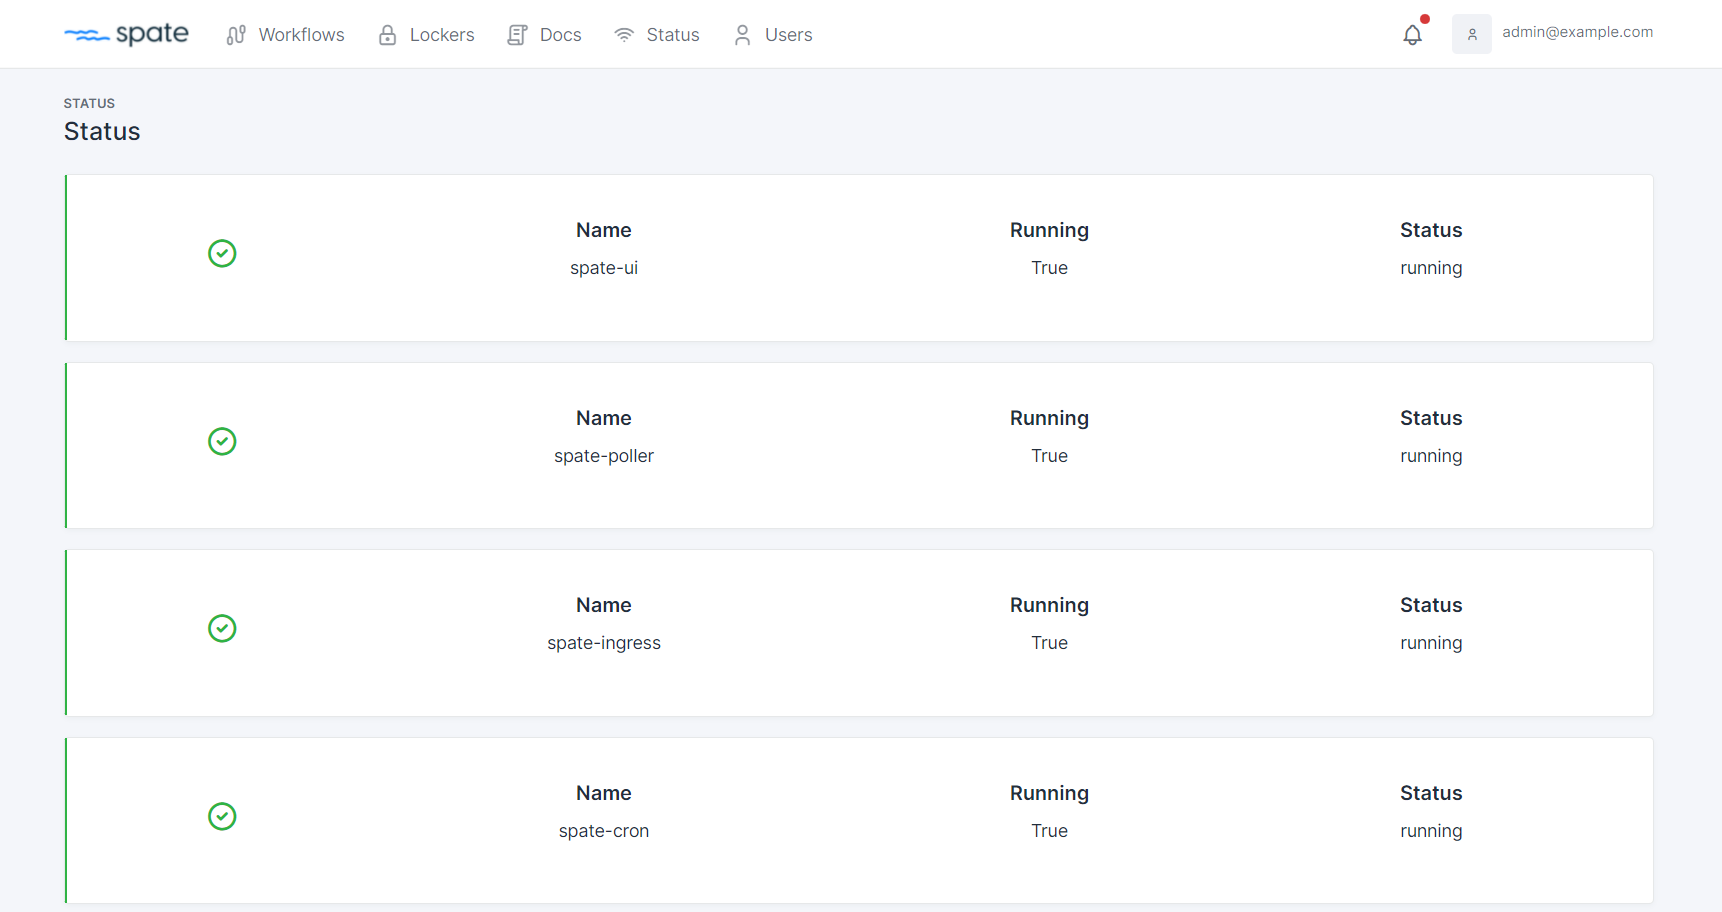 spate Workflows Lockers Docs Status Users admin@example.com
STATUS
Status
Name Running Status
spate-ui True running
Name Running Status
spate-poller True running
Name Running Status
spate-ingress True running
Name Running Status
spate-cron True running